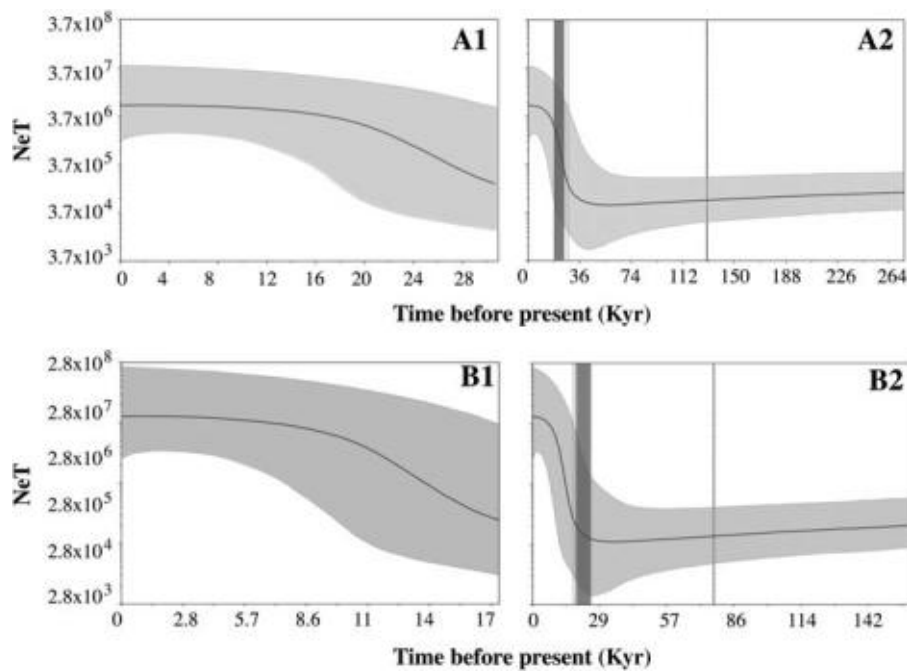 A1
A2
NeT
3.7x10⁸
3.7x10⁷
3.7x10⁶
3.7x10⁵
3.7x10⁴
3.7x10³
0 4 8 12 16 20 24 28
0 36 74 112 150 188 226 264
Time before present (Kyr)
B1
B2
NeT
2.8x10⁸
2.8x10⁷
2.8x10⁶
2.8x10⁵
2.8x10⁴
2.8x10³
0 2.8 5.7 8.6 11 14 17
0 29 57 86 114 142
Time before present (Kyr)